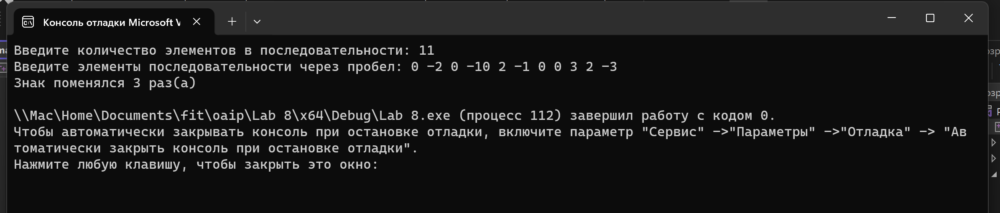 Консоль отладки Microsoft V
Введите количество элементов в последовательности: 11
Введите элементы последовательности через пробел: 0 -2 0 -10 2 -1 0 0 3 2 -3
Знак поменялся 3 раз(а)
\\Mac\Home\Documents\fit\oaip\Lab 8\x64\Debug\Lab 8.exe (процесс 112) завершил работу с кодом 0.
Чтобы автоматически закрывать консоль при остановке отладки, включите параметр "Сервис" ->"Параметры" ->"Отладка" -> "Ав
томатически закрыть консоль при остановке отладки".
Нажмите любую клавишу, чтобы закрыть это окно: